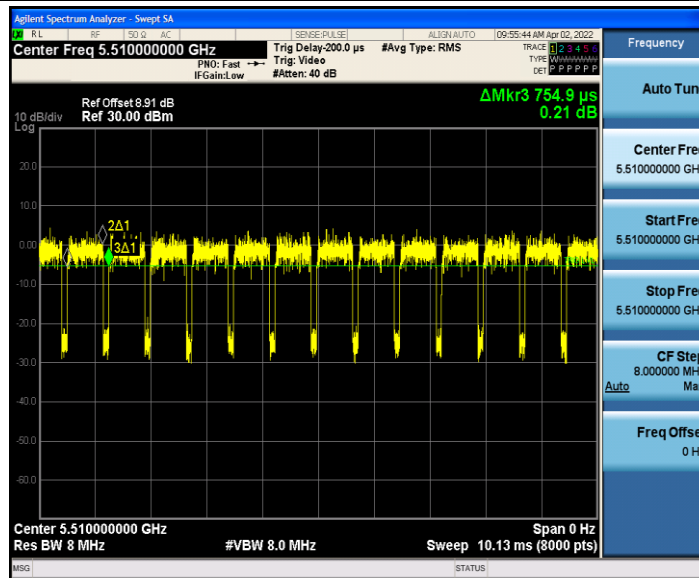 Agilent Spectrum Analyzer - Swept SA
RL RF 50 Ω AC SENSE:PULSE ALIGN AUTO 09:55:44 AM Apr 02, 2022
Center Freq 5.510000000 GHz
PNO: Fast
IFGain:Low
Trig Delay-200.0 µs
Trig: Video
#Atten: 40 dB
#Avg Type: RMS
TRACE 1 2 3 4 5 6
TYPE
DET P P P P P P
Ref Offset 8.91 dB
Ref 30.00 dBm
10 dB/div
Log
ΔMkr3 754.9 µs
0.21 dB
20.0
10.0
0.00
-10.0
-20.0
-30.0
-40.0
-50.0
-60.0
2Δ1
3Δ1
Center 5.510000000 GHz
Span 0 Hz
Res BW 8 MHz
#VBW 8.0 MHz
Sweep 10.13 ms (8000 pts)
MSG
STATUS
Frequency
Auto Tun
Center Fre
5.510000000 GH
Start Fre
5.510000000 GH
Stop Fre
5.510000000 GH
CF Step
8.000000 MH
Auto Ma
Freq Offse
0 H